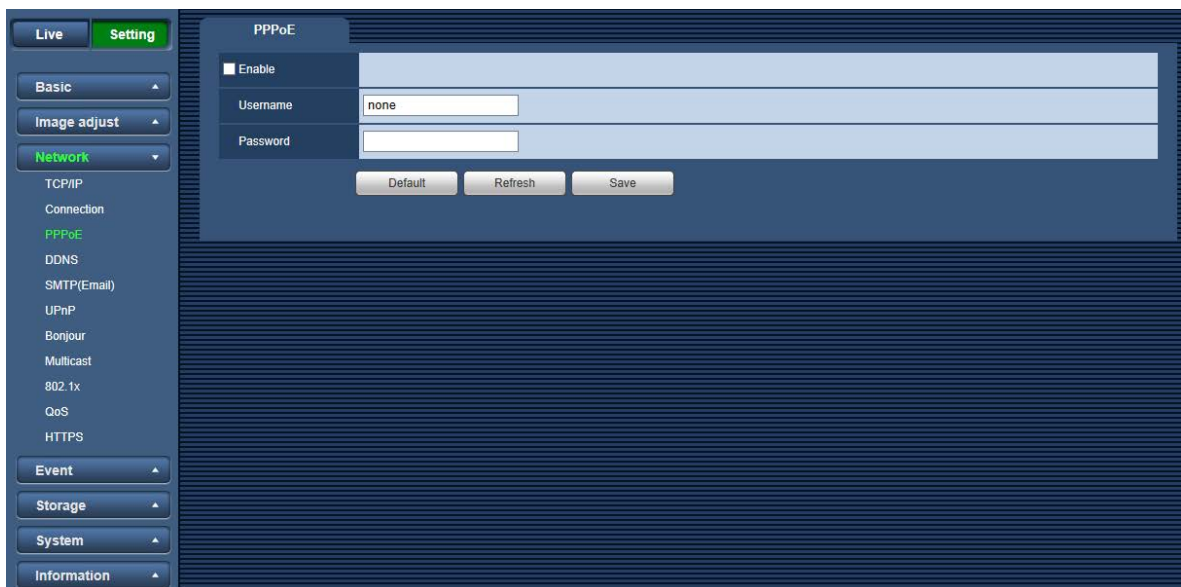 Live Setting
Basic
Image adjust
Network
TCP/IP
Connection
PPPoE
DDNS
SMTP(Email)
UPnP
Bonjour
Multicast
802.1x
QoS
HTTPS
Event
Storage
System
Information
PPPoE
Enable
Username none
Password
Default Refresh Save